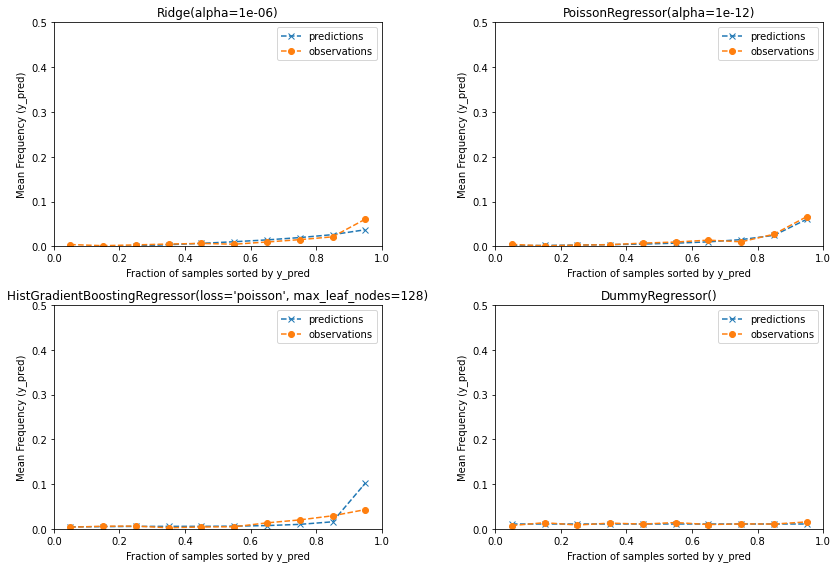 Ridge(alpha=1e-06)
0.5
0.4
0.3
0.2
0.1
0.0
Mean Frequency (y_pred)
predictions
observations
0.0 0.2 0.4 0.6 0.8 1.0
Fraction of samples sorted by y_pred
PoissonRegressor(alpha=1e-12)
0.5
0.4
0.3
0.2
0.1
0.0
Mean Frequency (y_pred)
predictions
observations
0.0 0.2 0.4 0.6 0.8 1.0
Fraction of samples sorted by y_pred
HistGradientBoostingRegressor(loss='poisson', max_leaf_nodes=128)
0.5
0.4
0.3
0.2
0.1
0.0
Mean Frequency (y_pred)
predictions
observations
0.0 0.2 0.4 0.6 0.8 1.0
Fraction of samples sorted by y_pred
DummyRegressor()
0.5
0.4
0.3
0.2
0.1
0.0
Mean Frequency (y_pred)
predictions
observations
0.0 0.2 0.4 0.6 0.8 1.0
Fraction of samples sorted by y_pred